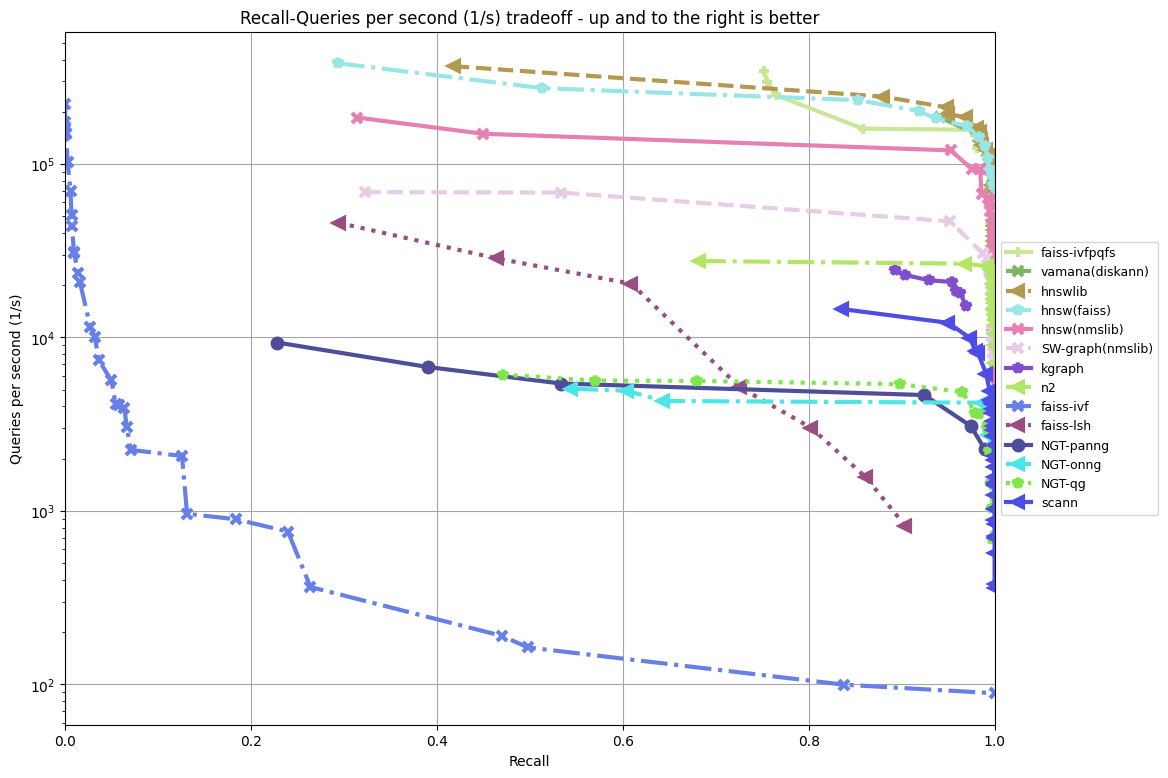 Recall-Queries per second (1/s) tradeoff - up and to the right is better
Queries per second (1/s)
10^5
10^4
10^3
10^2
0.0 0.2 0.4 0.6 0.8 1.0
Recall
faiss-ivfpqfs
vamana(diskann)
hnswlib
hnsw(faiss)
hnsw(nmslib)
SW-graph(nmslib)
kgraph
n2
faiss-ivf
faiss-lsh
NGT-panng
NGT-onng
NGT-qg
scann